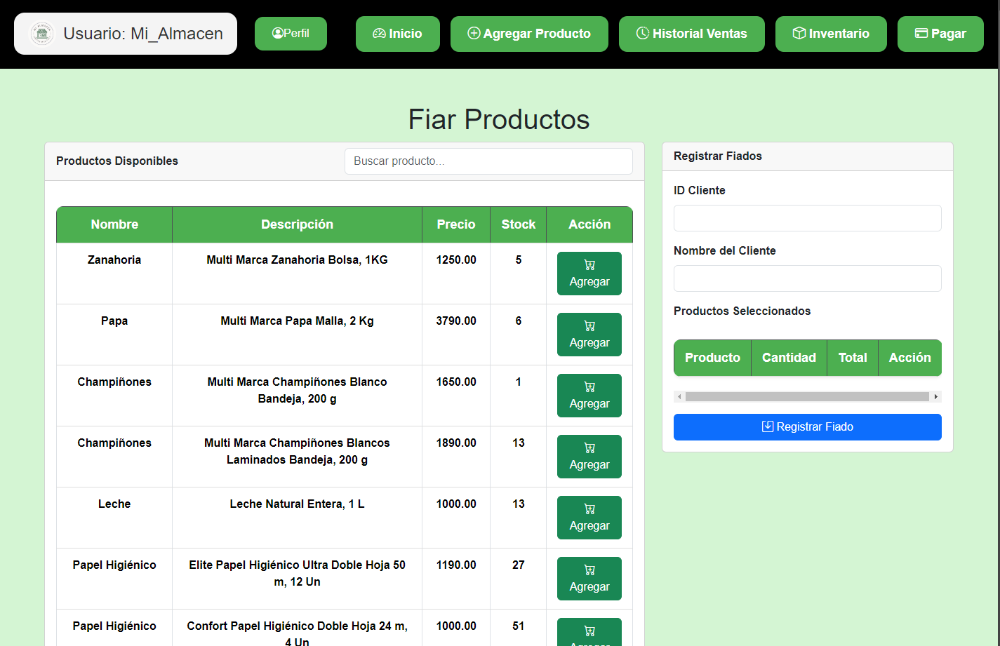 Usuario: Mi_Almacen
Perfil
Inicio
Agregar Producto
Historial Ventas
Inventario
Pagar
Fiar Productos
Productos Disponibles
Buscar producto...
Nombre Descripción Precio Stock Acción
Zanahoria Multi Marca Zanahoria Bolsa, 1KG 1250.00 5
Agregar
Papa Multi Marca Papa Malla, 2 Kg 3790.00 6
Agregar
Champiñones Multi Marca Champiñones Blanco 1650.00 1
Bandeja, 200 g
Agregar
Champiñones Multi Marca Champiñones Blancos 1890.00 13
Laminados Bandeja, 200 g
Agregar
Leche Leche Natural Entera, 1 L 1000.00 13
Agregar
Papel Higiénico Elite Papel Higiénico Ultra Doble Hoja 50 1190.00 27
m, 12 Un
Agregar
Papel Higiénico Confort Papel Higiénico Doble Hoja 24 m, 1000.00 51
4 Un
Agregar
Registrar Fiados
ID Cliente
Nombre del Cliente
Productos Seleccionados
Producto Cantidad Total Acción
Registrar Fiado